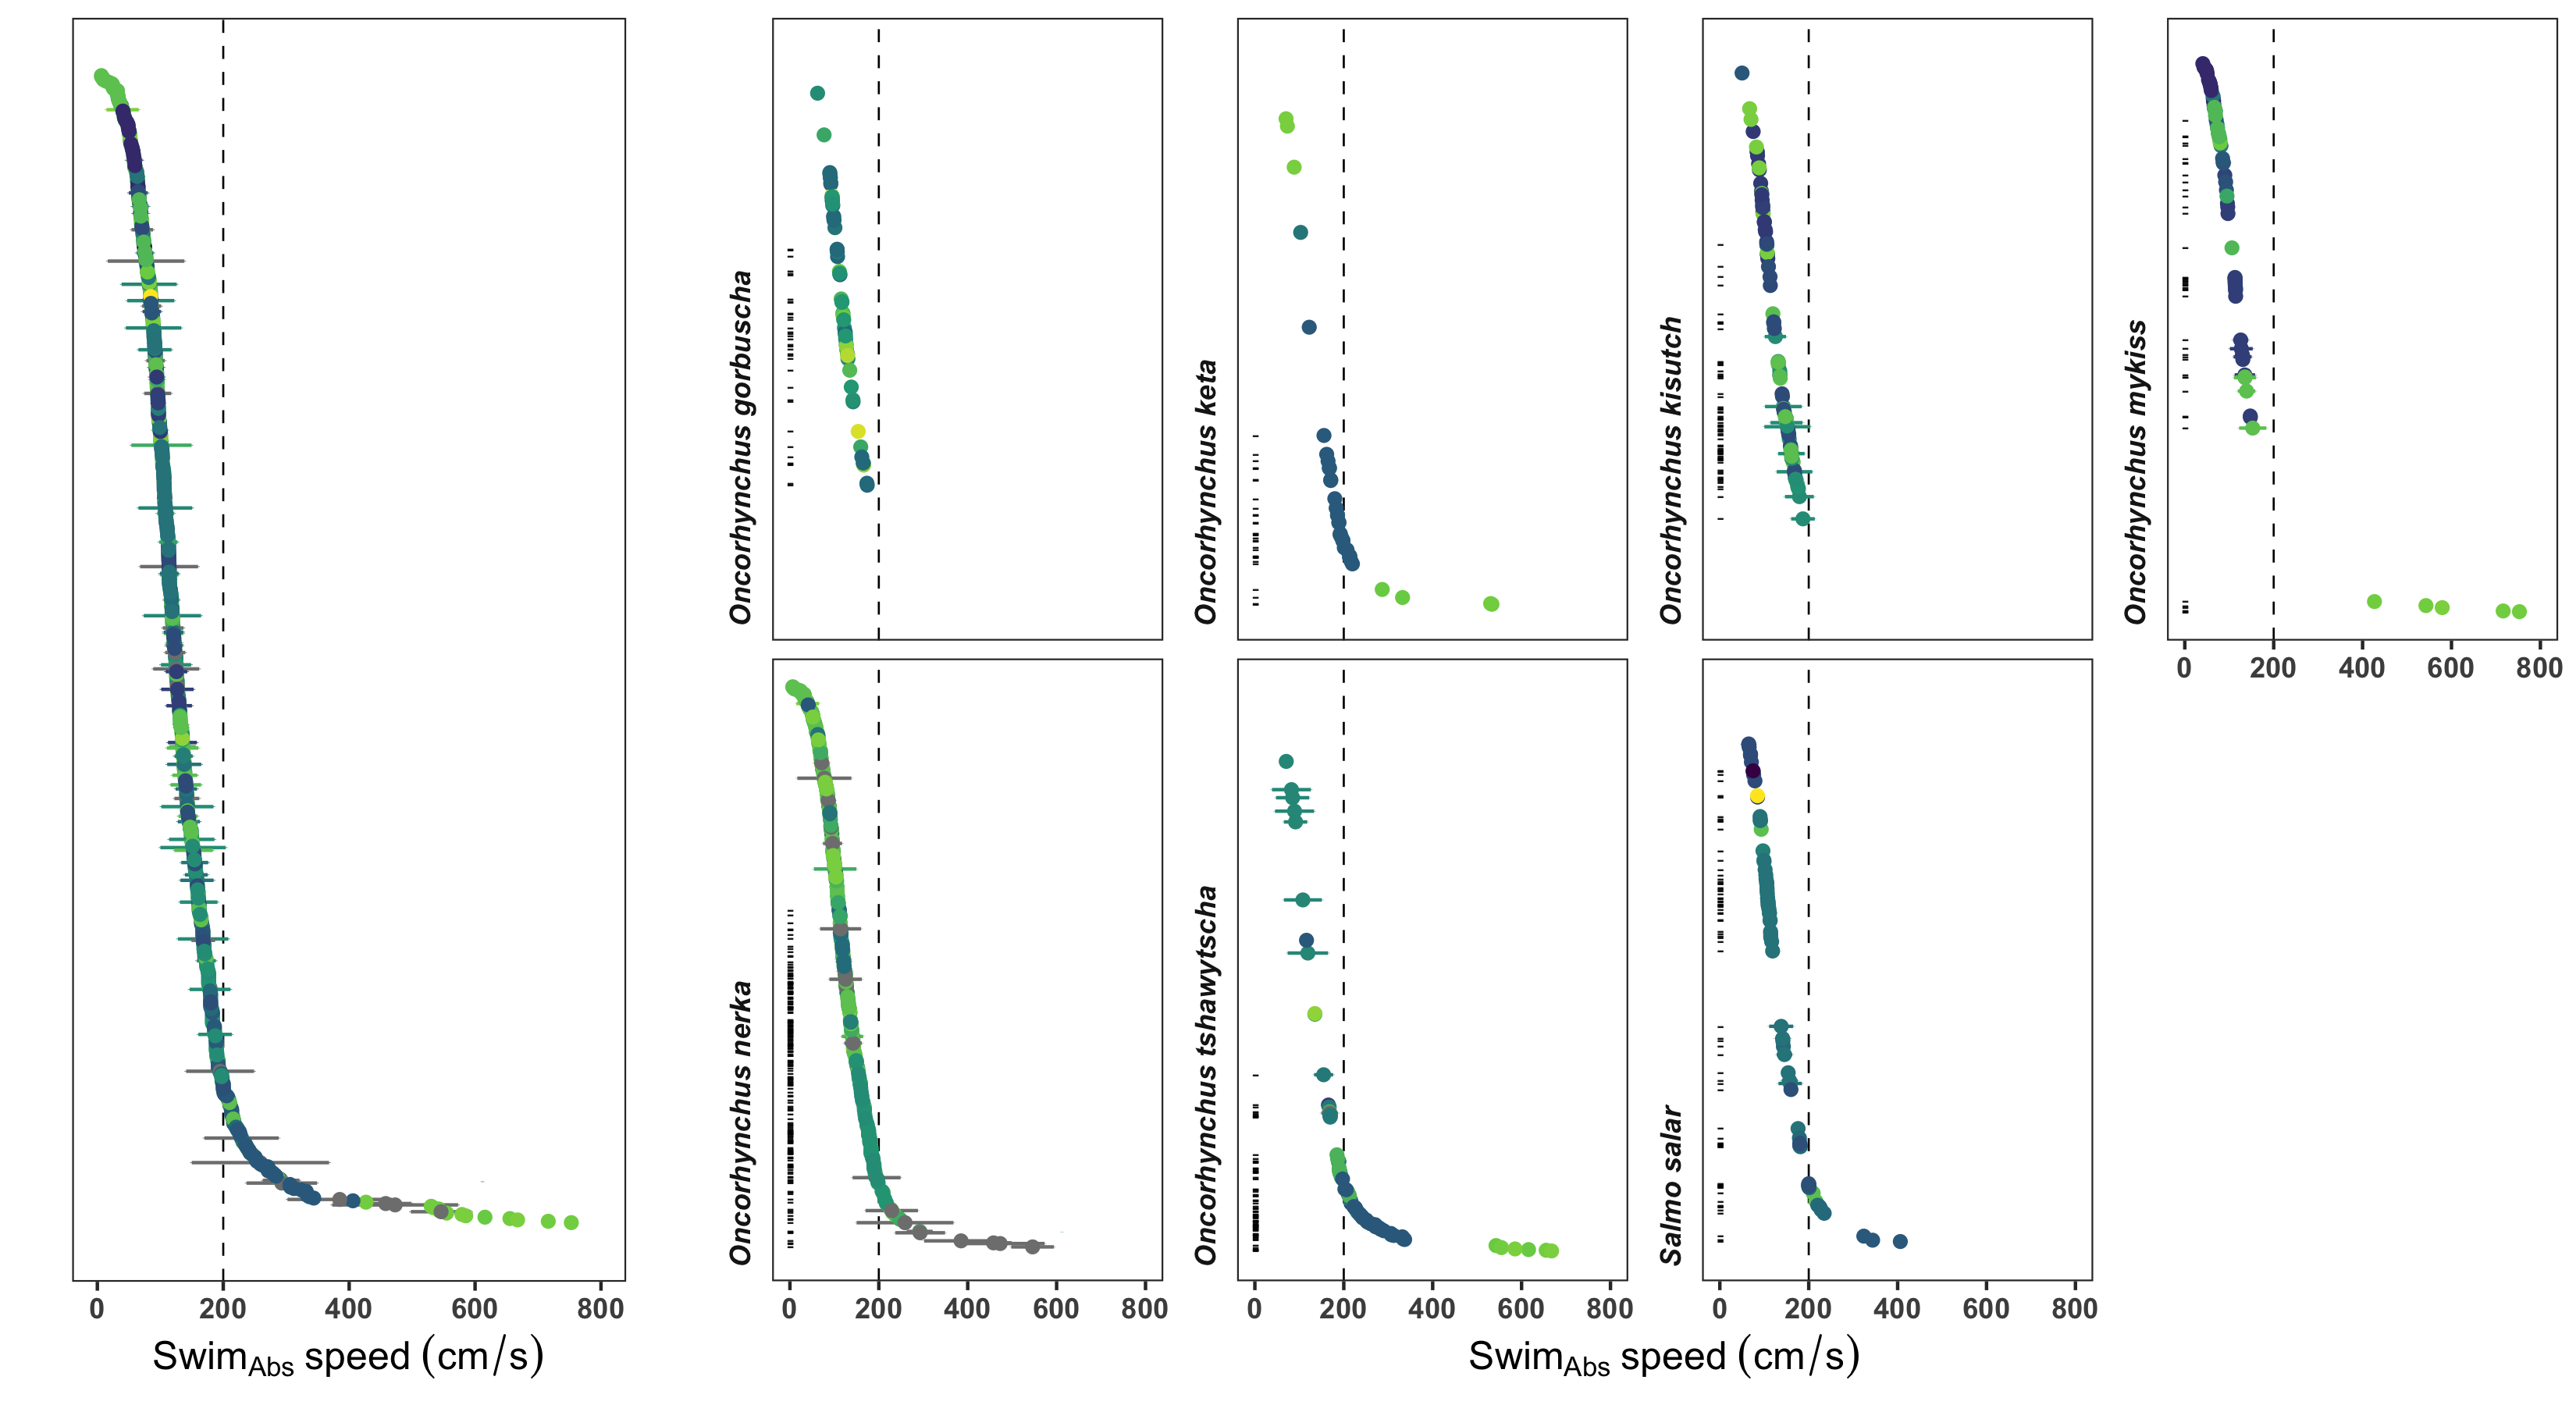 Oncorhynchus gorbuscha
Oncorhynchus keta
Oncorhynchus kisutch
Oncorhynchus mykiss
0 200 400 600 800
Oncorhynchus nerka
Oncorhynchus tshawytscha
Salmo salar
0 200 400 600 800
0 200 400 600 800
0 200 400 600 800
0 200 400 600 800
SwimAbs speed (cm/s)
SwimAbs speed (cm/s)